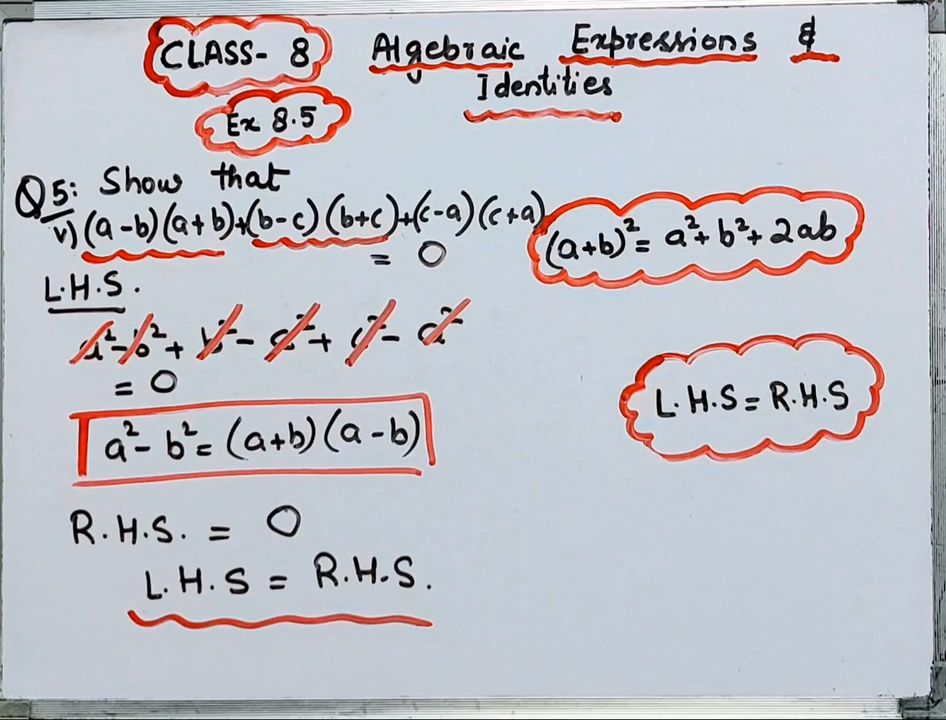 CLASS- 8 Algebraic Expressions &
Identities
Ex 8.5
Q5: Show that
v) (a-b)(a+b)+(b-c)(b+c)+(c-a)(c+a)
= 0
(a+b)² = a²+b²+2ab
L.H.S.
a²-b²+ b²- c²+ c²- a²
= 0
L.H.S = R.H.S
a²- b² = (a+b)(a-b)
R.H.S. = 0
L.H.S = R.H.S.